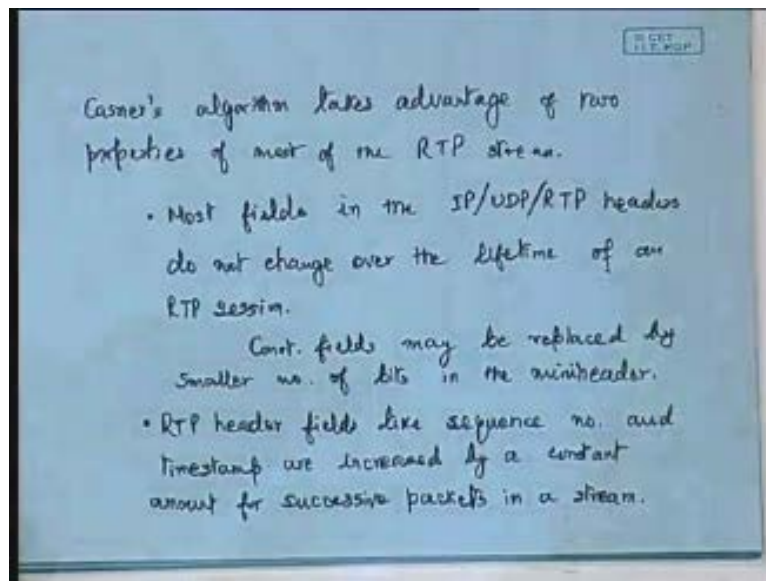 © CET
I.I.T. KGP
Casner's algorithm takes advantage of two
properties of most of the RTP stream.
• Most fields in the IP/UDP/RTP headers
do not change over the lifetime of an
RTP session.
Const. fields may be replaced by
smaller no. of bits in the miniheader.
• RTP header fields like sequence no. and
timestamp are increased by a constant
amount for successive packets in a stream.